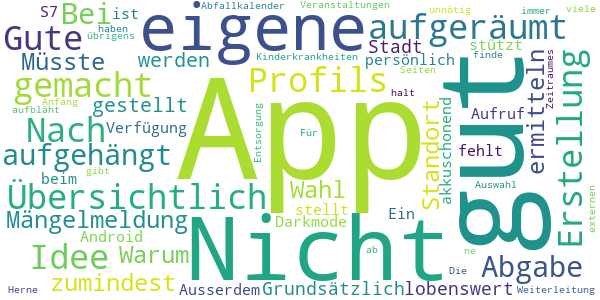 S7
Bei
ist
Abfallkalender
Veranstaltungen
unnötig
immer
viele
haben
übrigens
eigene
aufgeräumt
Gute
Stadt
Müsste
werden
Kinderkrankheiten
persönlich
stützt
finde
gemacht
Profils
Seiten
Zeitraumes
Anfang
gestellt
App
halt
gut
ermitteln
Erstellung
aufbläht
Nach
Verfügung
Entsorgung
Für
Standort
akkuschonend
Aufruf
aufgehängt
fehlt
gibt
beim
Übersichtlich
Wahl
Auswahl
Mängelmeldung
stellt
Ein
externen
Android
Darkmode
Nicht
Idee
Warum
ab
ne
Die
Abgabe
zumindest
Herne
Ausserdem
Grundsätzlich
lobenswert
Weiterleitung